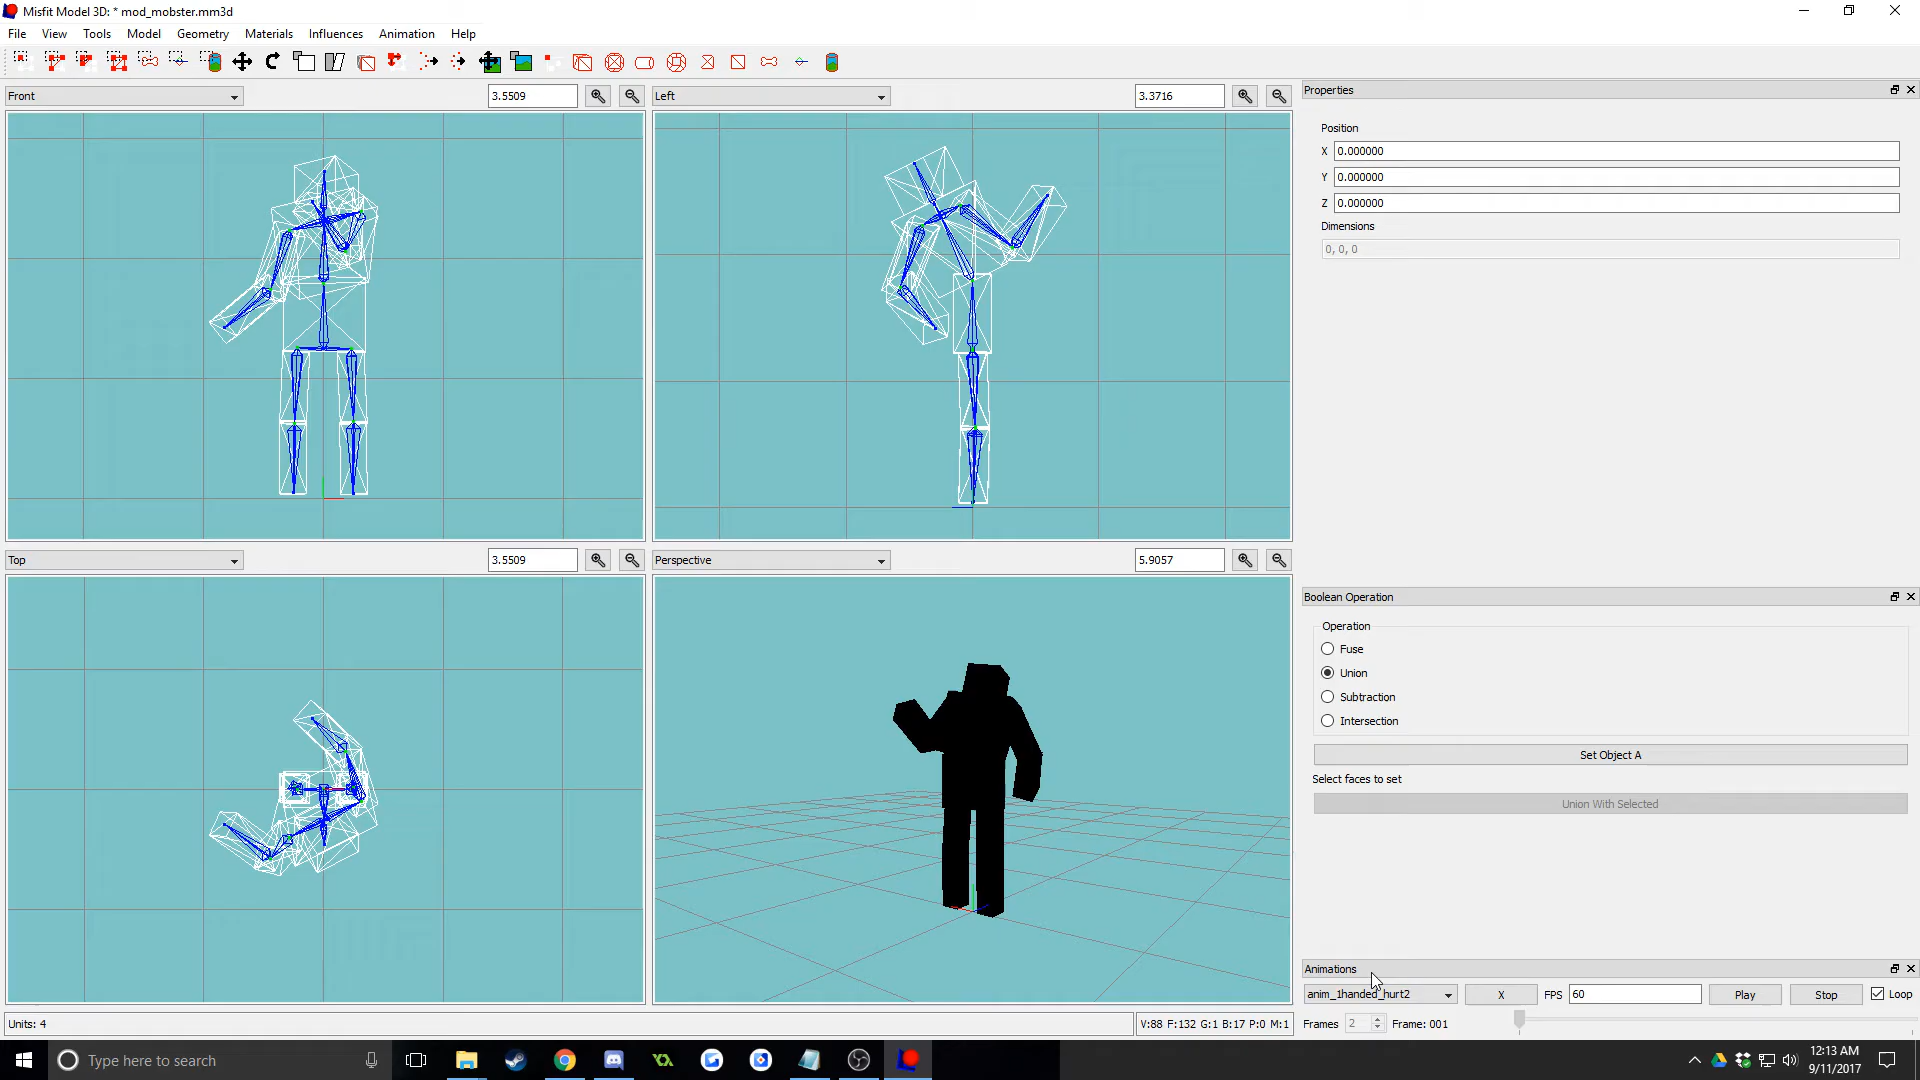 Misfit Model 3D: * mod_mobster.mm3d
File View Tools Model Geometry Materials Influences Animation Help
Front 3.5509 Left 3.3716
Properties
Position
X 0.000000
Y 0.000000
Z 0.000000
Dimensions
0, 0, 0
Top 3.5509 Perspective 5.9057
Boolean Operation
Operation
Fuse
Union
Subtraction
Intersection
Set Object A
Select faces to set
Union With Selected
Animations
anim_1handed_hurt2 X FPS 60 Play Stop Loop
Units: 4 V:88 F:132 G:1 B:17 P:0 M:1 Frames 2 Frame: 001
Type here to search
12:13 AM
9/11/2017